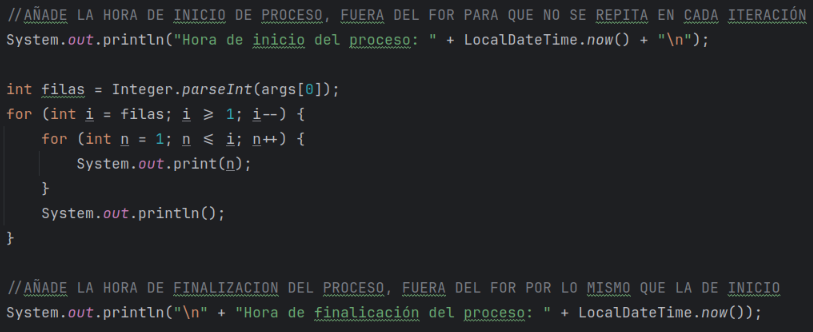 //AÑADE LA HORA DE INICIO DE PROCESO, FUERA DEL FOR PARA QUE NO SE REPITA EN CADA ITERACIÓN
System.out.println("Hora de inicio del proceso: " + LocalDateTime.now() + "\n");
int filas = Integer.parseInt(args[0]);
for (int i = filas; i >= 1; i--) {
for (int n = 1; n <= i; n++) {
System.out.print(n);
}
System.out.println();
}
//AÑADE LA HORA DE FINALIZACION DEL PROCESO, FUERA DEL FOR POR LO MISMO QUE LA DE INICIO
System.out.println("\n" + "Hora de finalicación del proceso: " + LocalDateTime.now());